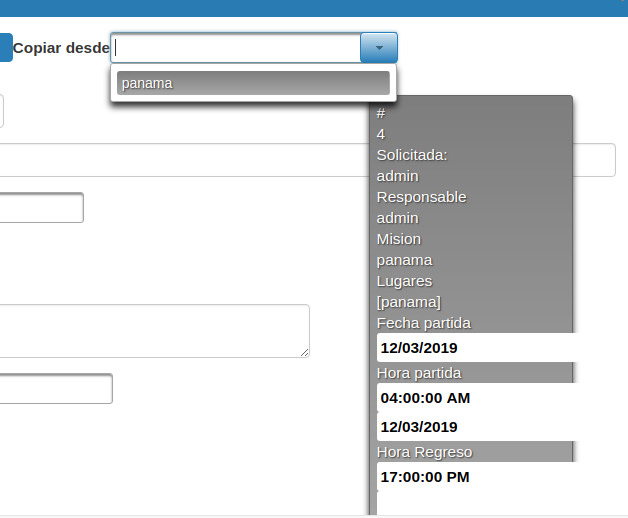 Copiar desde
panama
#
4
Solicitada:
admin
Responsable
admin
Mision
panama
Lugares
[panama]
Fecha partida
12/03/2019
Hora partida
04:00:00 AM
12/03/2019
Hora Regreso
17:00:00 PM